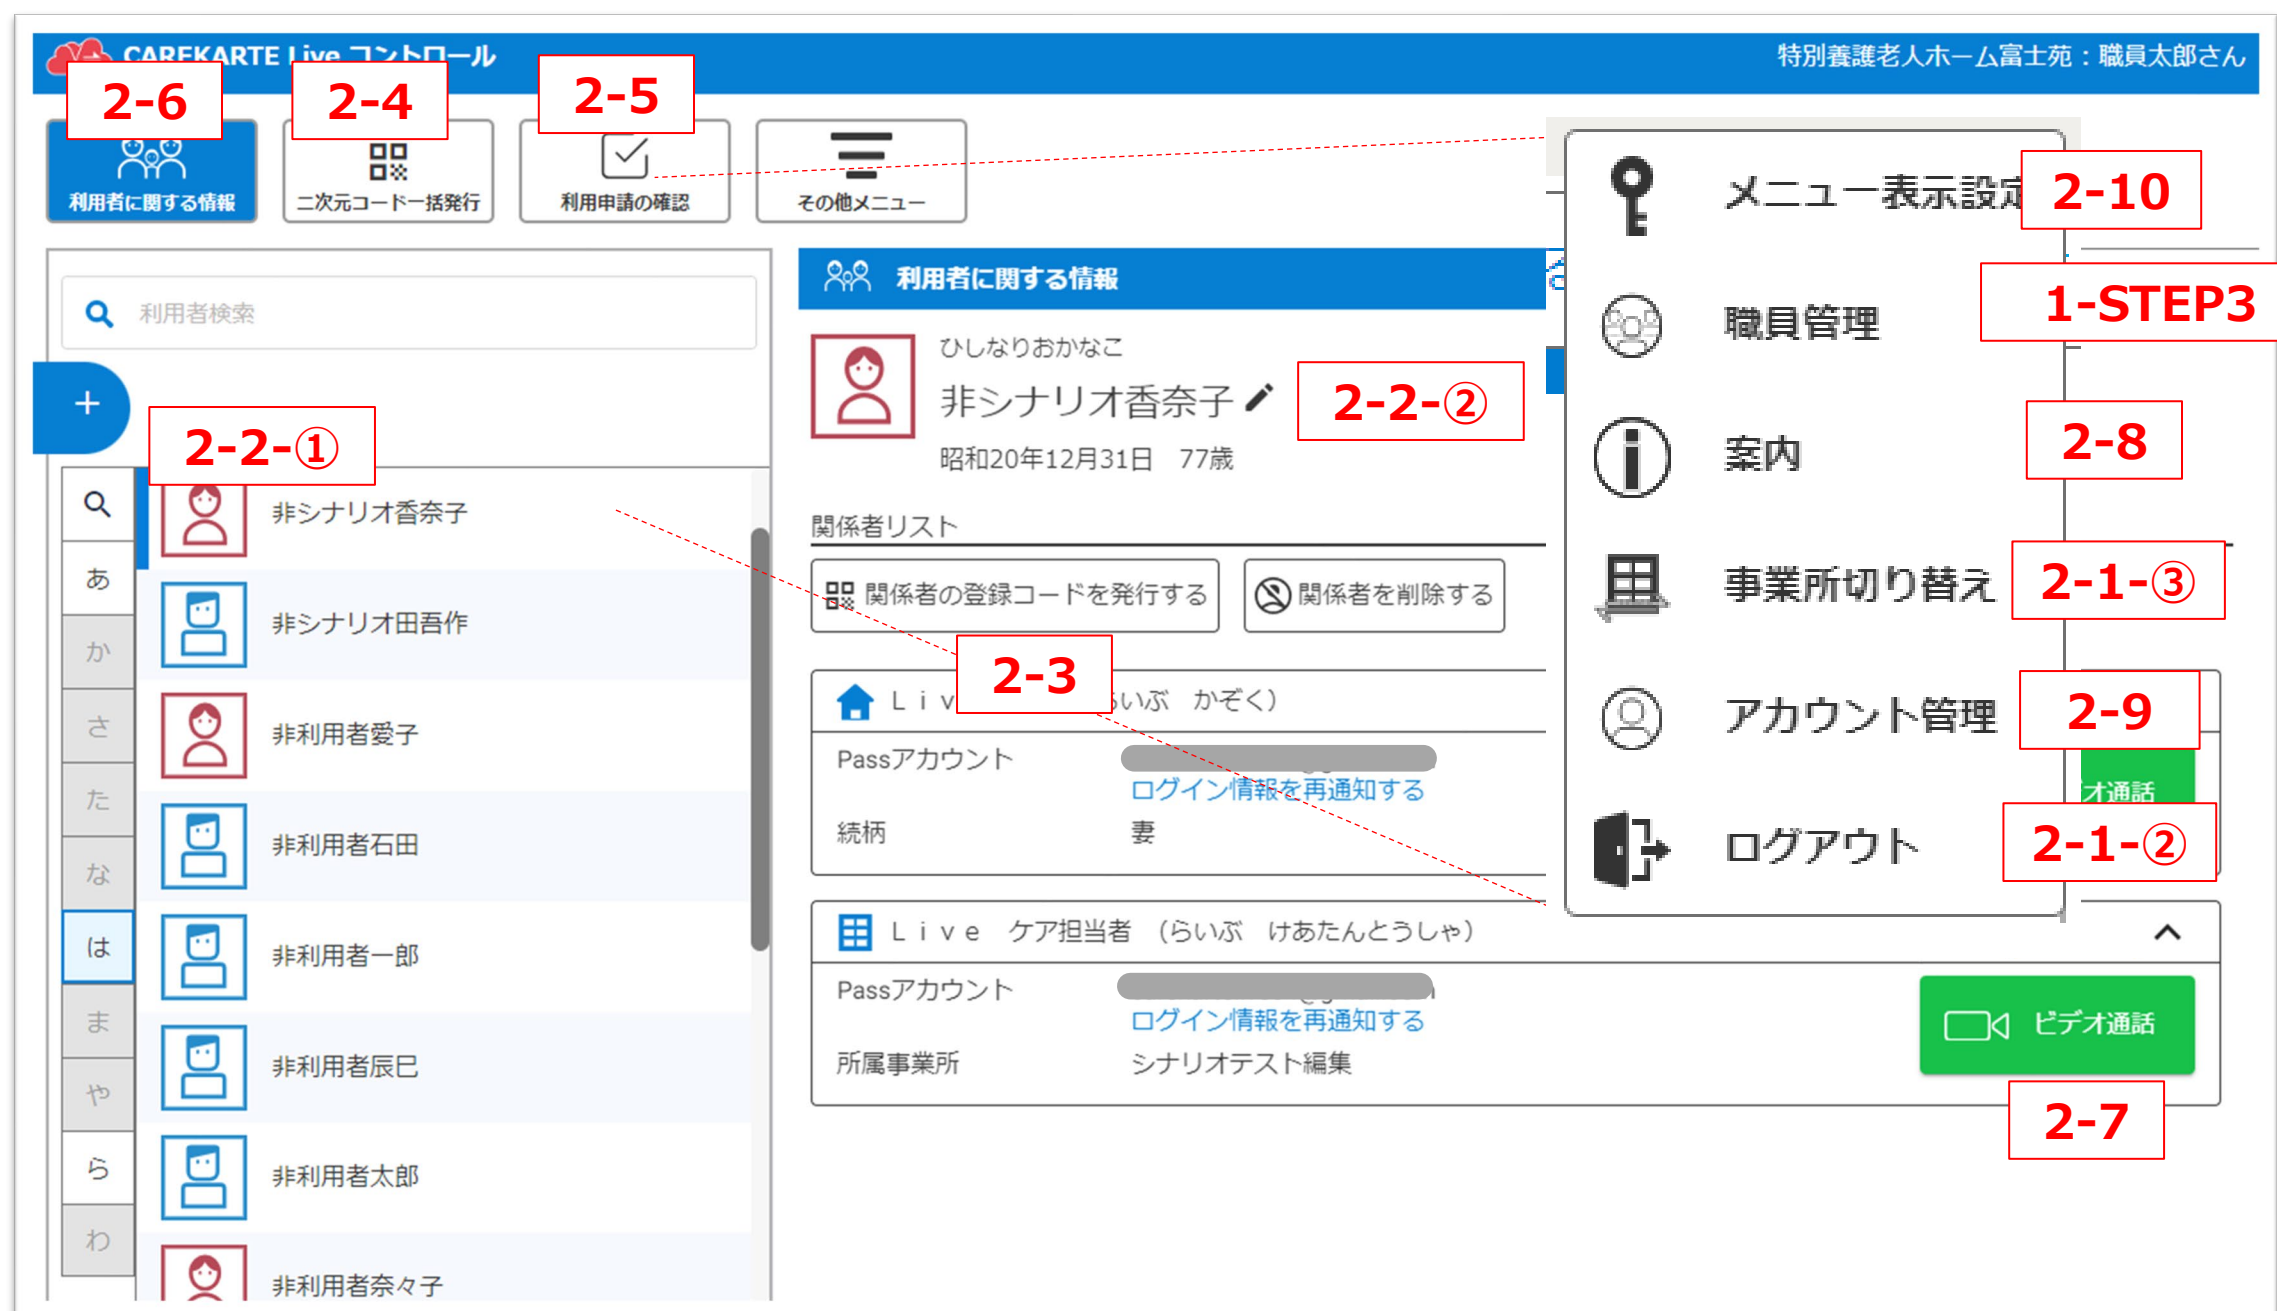 CAREKARTE Live コントロール
特別養護老人ホーム富士苑：職員太郎さん
2-6
2-4
2-5
利用者に関する情報
二次元コード一括発行
利用申請の確認
その他メニュー
メニュー表示設定
2-10
職員管理
1-STEP3
案内
2-8
事業所切り替え
2-1-③
アカウント管理
2-9
ログアウト
2-1-②
利用者検索
+
2-2-①
あ
か
さ
た
な
は
ま
や
ら
わ
非シナリオ香奈子
非シナリオ田吾作
非利用者愛子
非利用者石田
非利用者一郎
非利用者辰巳
非利用者太郎
非利用者奈々子
利用者に関する情報
ひしなりおかなこ
非シナリオ香奈子
2-2-②
昭和20年12月31日　77歳
関係者リスト
関係者の登録コードを発行する
関係者を削除する
2-3
Ｌｉｖ
いぶ　かぞく）
Passアカウント
ログイン情報を再通知する
オ通話
続柄
妻
Ｌｉｖｅ　ケア担当者　（らいぶ　けあたんとうしゃ）
Passアカウント
ログイン情報を再通知する
ビデオ通話
所属事業所
シナリオテスト編集
2-7